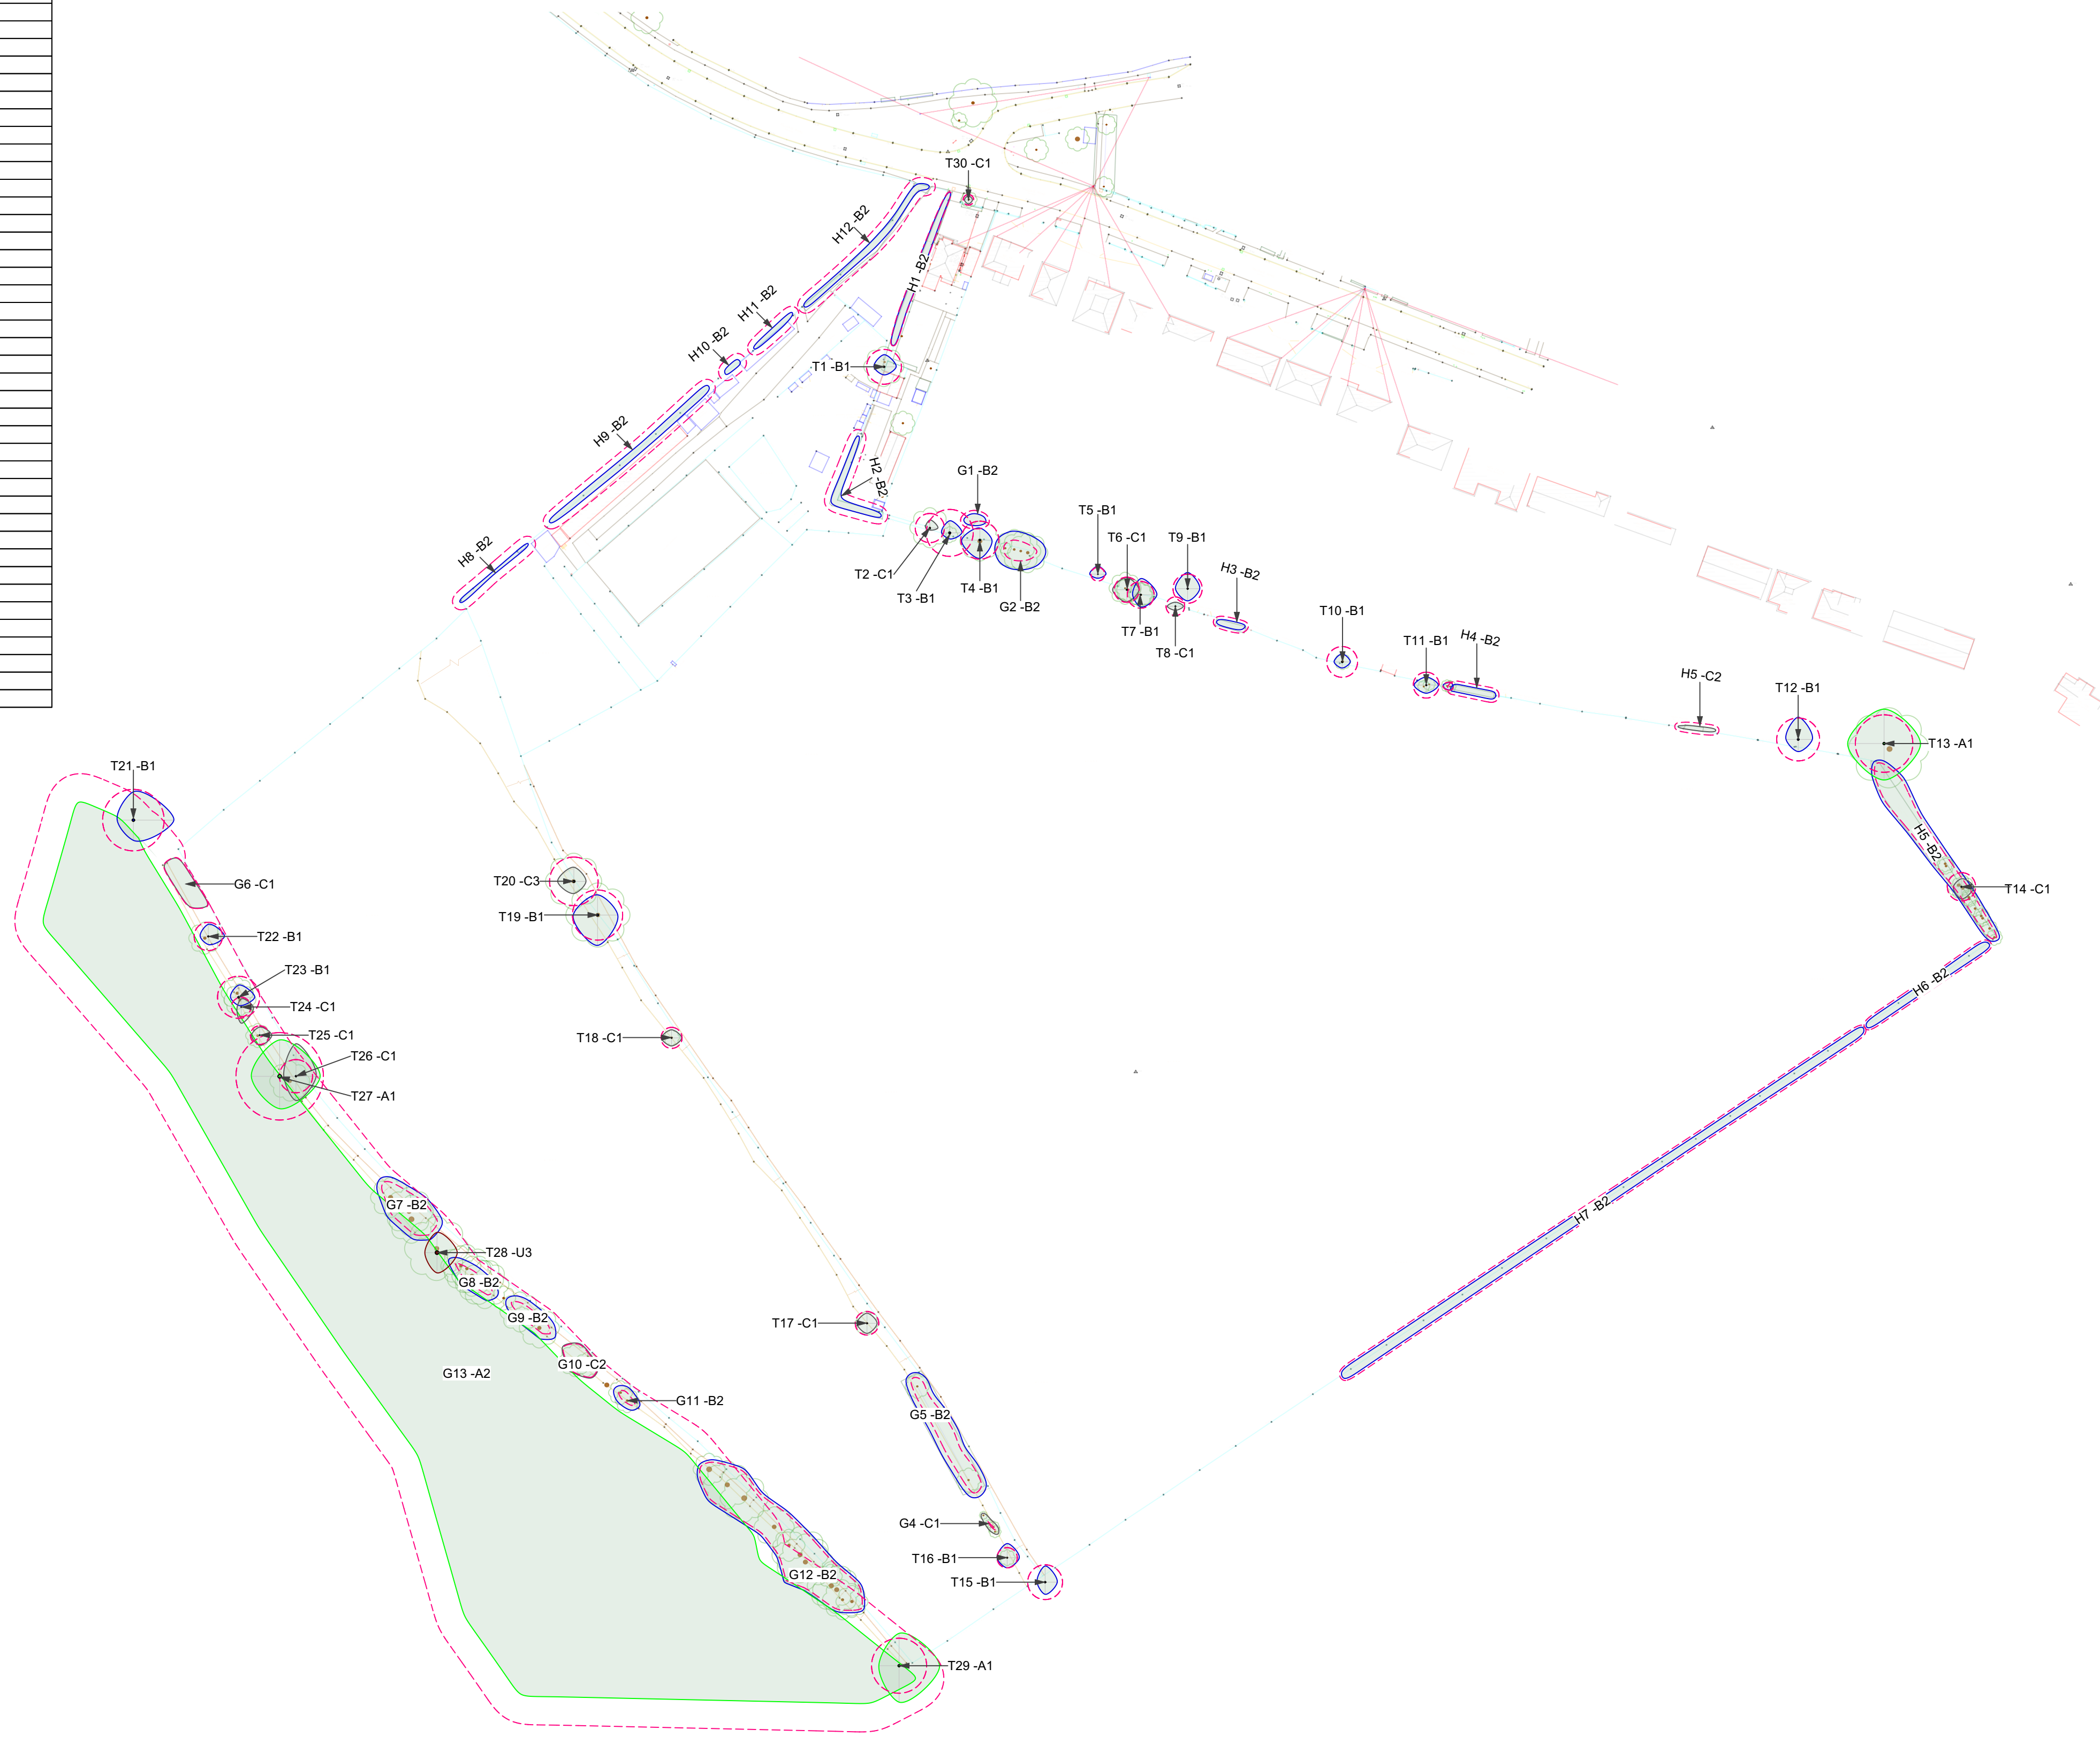 T30 -C1
H12 -B2
H1 -B2
H11 -B2
H10 -B2
T1 -B1
H9 -B2
H2 -B2
G1 -B2
H8 -B2
T5 -B1
T6 -C1
T9 -B1
T2 -C1
T3 -B1
T4 -B1
G2 -B2
H3 -B2
T7 -B1
T8 -C1
T10 -B1
T11 -B1
H4 -B2
H5 -C2
T12 -B1
T13 -A1
T21 -B1
H5 -B2
T20 -C3
G6 -C1
T14 -C1
T19 -B1
T22 -B1
T23 -B1
H6 -B2
T24 -C1
T25 -C1
T18 -C1
T26 -C1
T27 -A1
G7 -B2
H7 -B2
T28 -U3
G8 -B2
G9 -B2
T17 -C1
G10 -C2
G13 -A2
G11 -B2
G5 -B2
G4 -C1
T16 -B1
G12 -B2
T15 -B1
T29 -A1